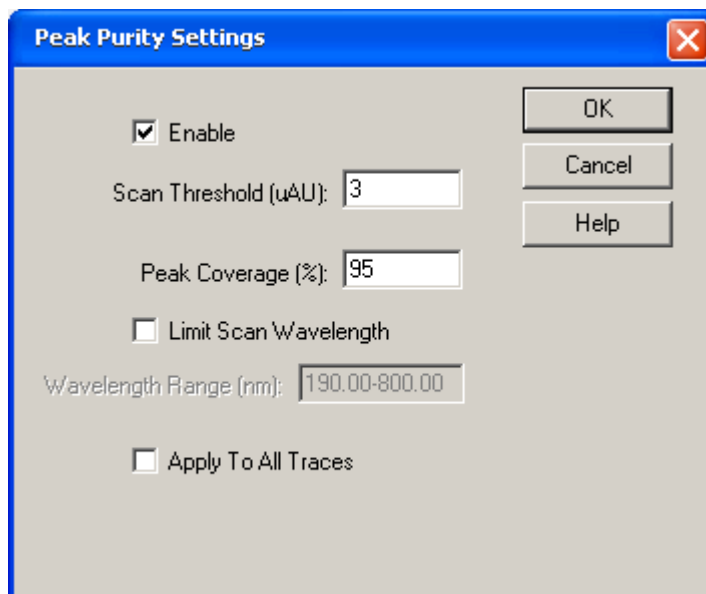 Peak Purity Settings
Enable
OK
Scan Threshold (uAU): 3
Cancel
Help
Peak Coverage (%): 95
Limit Scan Wavelength
Wavelength Range (nm): 190.00-800.00
Apply To All Traces